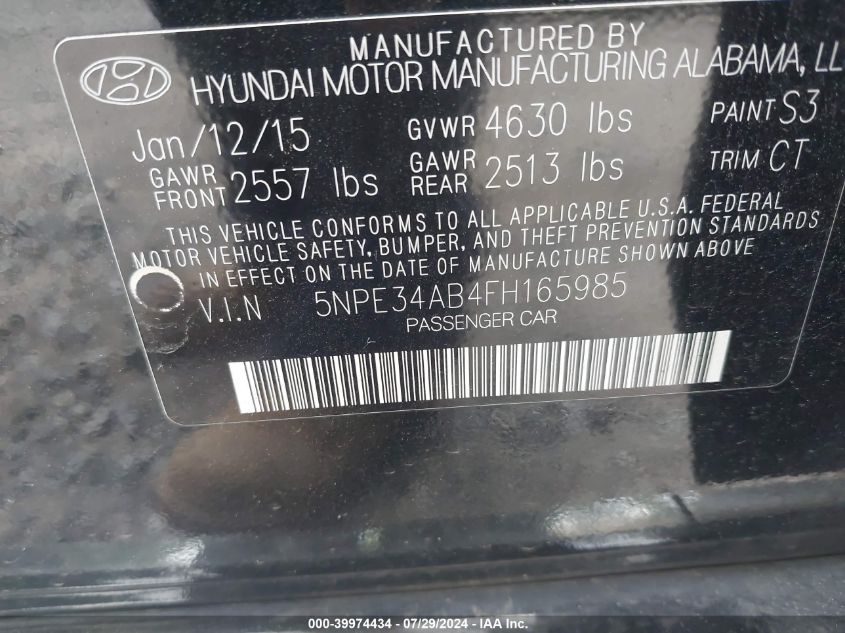 MANUFACTURED BY
HYUNDAI MOTOR MANUFACTURING ALABAMA, LL
Jan/12/15 GVWR 4630 lbs PAINT S3
GAWR FRONT 2557 lbs GAWR REAR 2513 lbs TRIM CT
THIS VEHICLE CONFORMS TO ALL APPLICABLE U.S.A. FEDERAL
MOTOR VEHICLE SAFETY, BUMPER, AND THEFT PREVENTION STANDARDS
IN EFFECT ON THE DATE OF MANUFACTURE SHOWN ABOVE
V.I.N 5NPE34AB4FH165985
PASSENGER CAR
000-39974434 - 07/29/2024 - IAA Inc.